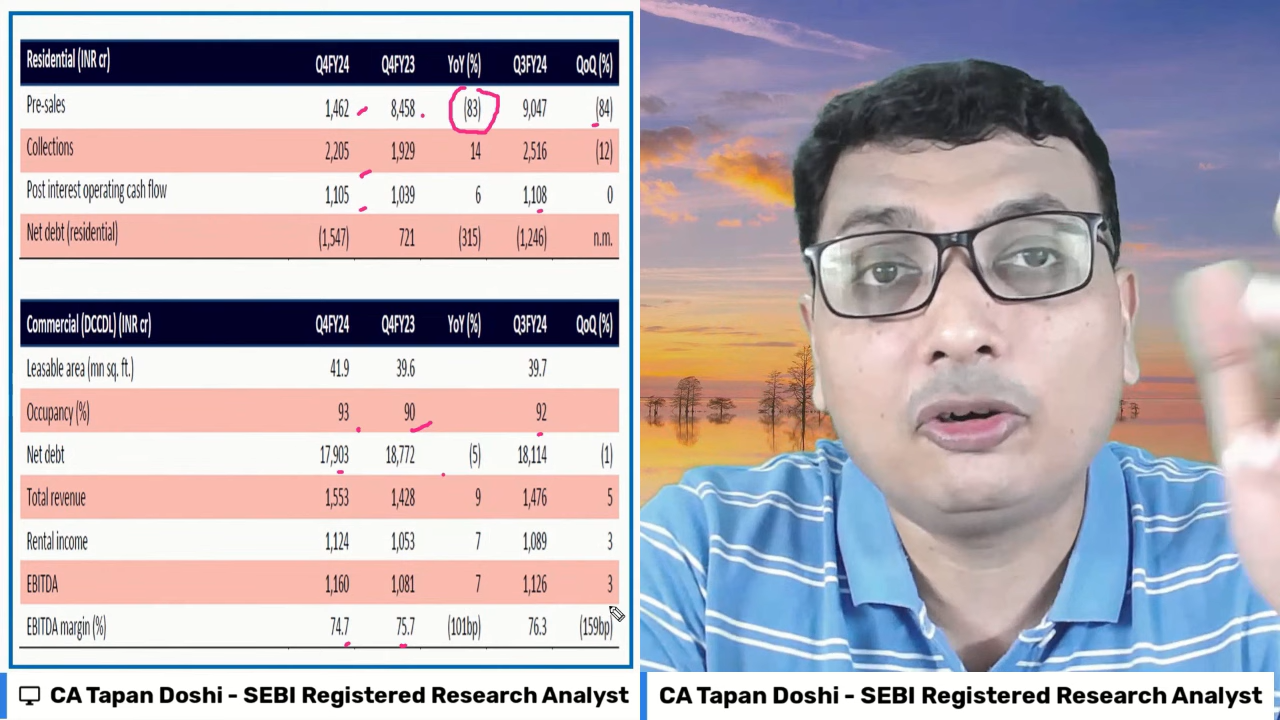 Residential (INR cr) Q4FY24 Q4FY23 YoY (%) Q3FY24 QoQ (%)
Pre-sales 1,462 8,458 (83) 9,047 (84)
Collections 2,205 1,929 14 2,516 (12)
Post interest operating cash flow 1,105 1,039 6 1,108 0
Net debt (residential) (1,547) 721 (315) (1,246) n.m.
Commercial (DCCDL) (INR cr) Q4FY24 Q4FY23 YoY (%) Q3FY24 QoQ (%)
Leasable area (mn sq. ft.) 41.9 39.6 39.7
Occupancy (%) 93 90 92
Net debt 17,903 18,772 (5) 18,114 (1)
Total revenue 1,553 1,428 9 1,476 5
Rental income 1,124 1,053 7 1,089 3
EBITDA 1,160 1,081 7 1,126 3
EBITDA margin (%) 74.7 75.7 (101bp) 76.3 (159bp)
CA Tapan Doshi - SEBI Registered Research Analyst
CA Tapan Doshi - SEBI Registered Research Analyst